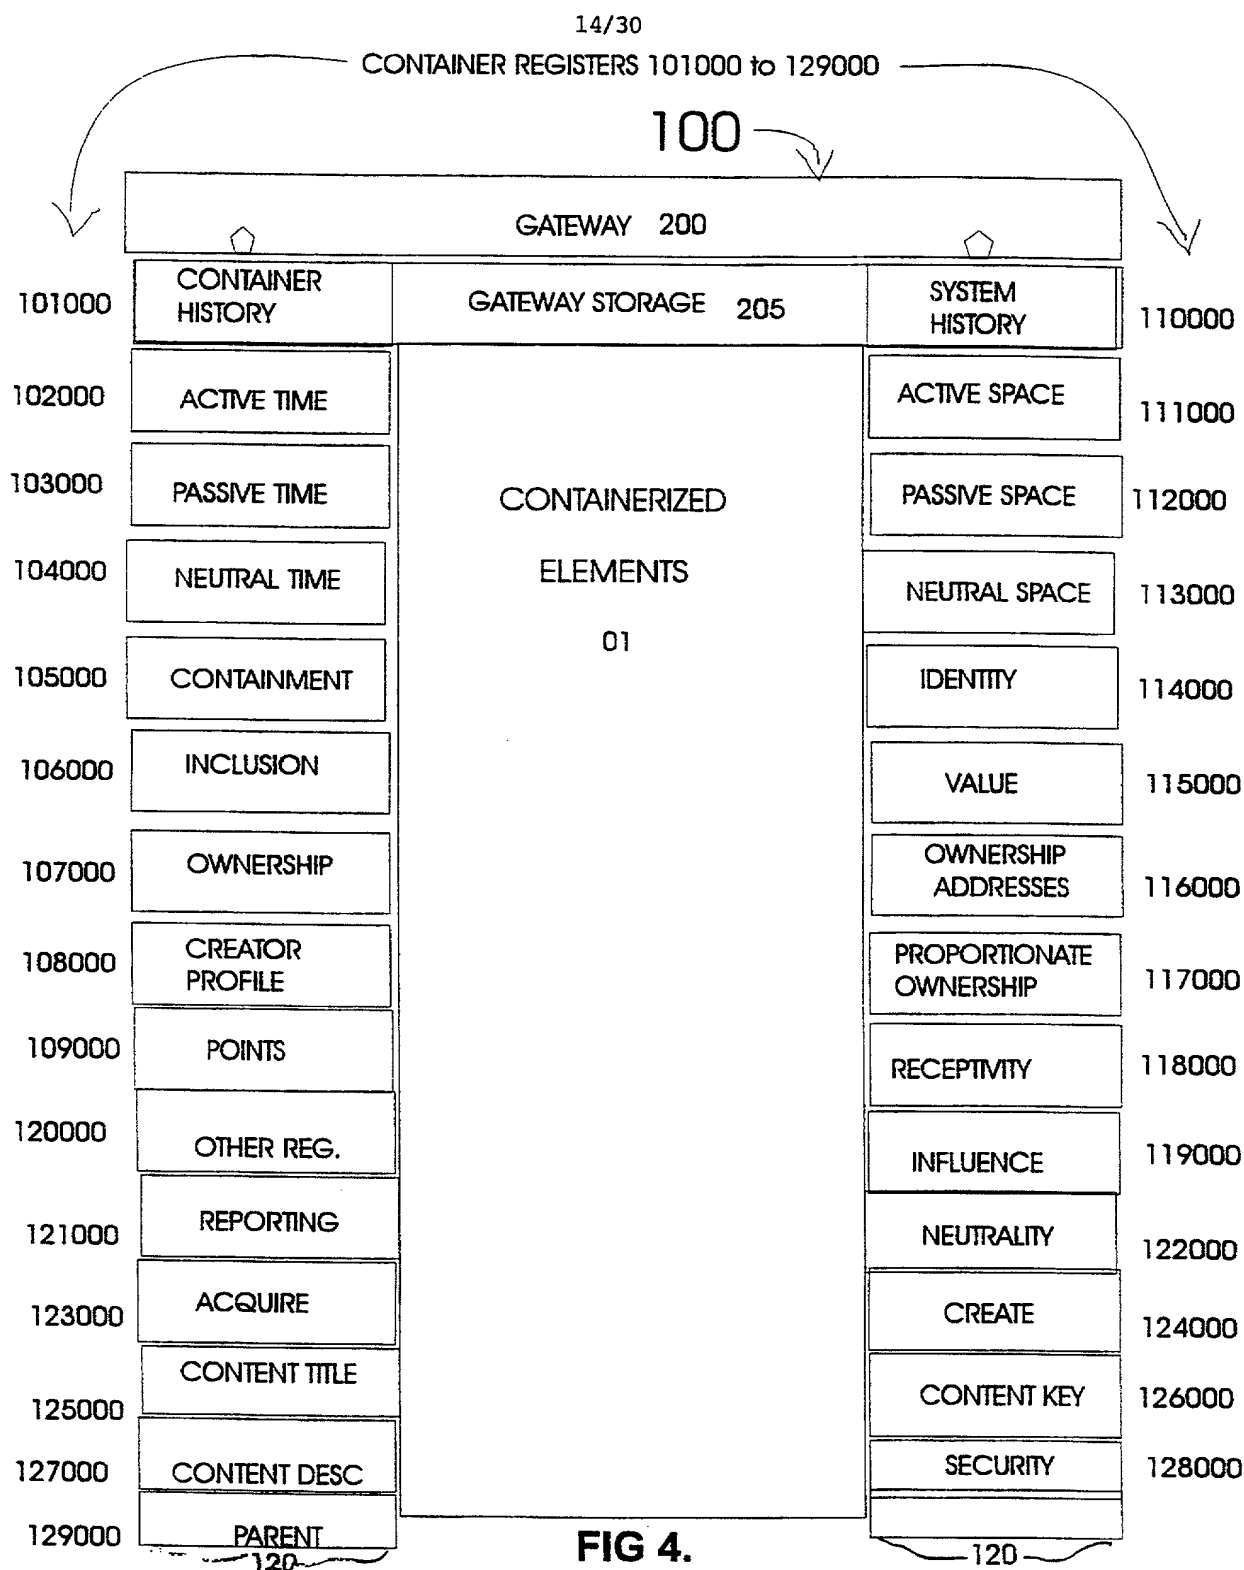 14/30
CONTAINER REGISTERS 101000 to 129000
100
GATEWAY 200
101000
CONTAINER
HISTORY
GATEWAY STORAGE 205
SYSTEM
HISTORY
110000
102000
ACTIVE TIME
ACTIVE SPACE
111000
103000
PASSIVE TIME
CONTAINERIZED
PASSIVE SPACE
112000
104000
NEUTRAL TIME
ELEMENTS
NEUTRAL SPACE
113000
01
105000
CONTAINMENT
IDENTITY
114000
106000
INCLUSION
VALUE
115000
107000
OWNERSHIP
OWNERSHIP
ADDRESSES
116000
108000
CREATOR
PROFILE
PROPORTIONATE
OWNERSHIP
117000
109000
POINTS
RECEPTIVITY
118000
120000
OTHER REG.
INFLUENCE
119000
121000
REPORTING
NEUTRALITY
122000
123000
ACQUIRE
CREATE
124000
125000
CONTENT TITLE
CONTENT KEY
126000
127000
CONTENT DESC
SECURITY
128000
129000
PARENT
120
FIG 4.
120